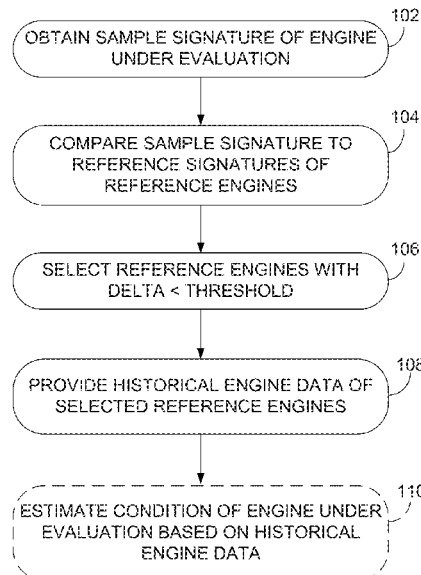 102
OBTAIN SAMPLE SIGNATURE OF ENGINE
UNDER EVALUATION
104
COMPARE SAMPLE SIGNATURE TO
REFERENCE SIGNATURES OF
REFERENCE ENGINES
106
SELECT REFERENCE ENGINES WITH
DELTA < THRESHOLD
108
PROVIDE HISTORICAL ENGINE DATA OF
SELECTED REFERENCE ENGINES
110
ESTIMATE CONDITION OF ENGINE UNDER
EVALUATION BASED ON HISTORICAL
ENGINE DATA